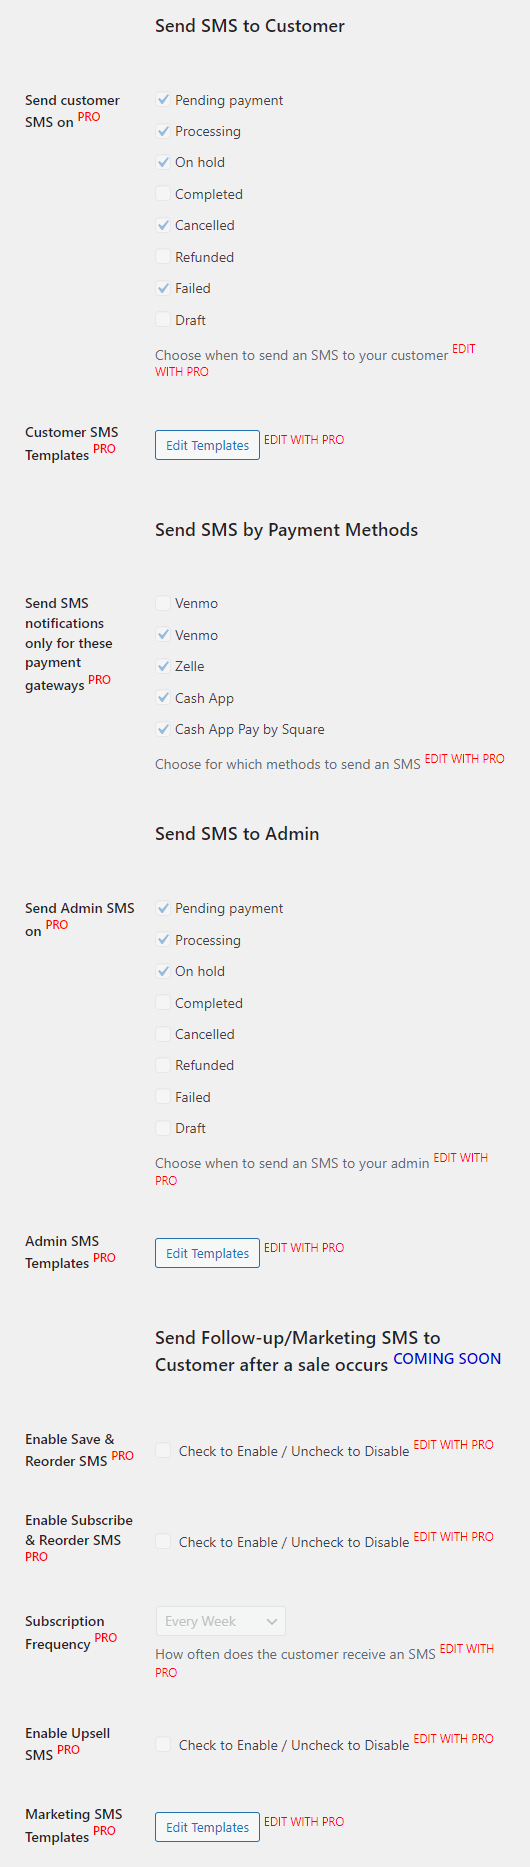 Send SMS to Customer
Send customer
SMS on PRO
Pending payment
Processing
On hold
Completed
Cancelled
Refunded
Failed
Draft
Choose when to send an SMS to your customer EDIT
WITH PRO
Customer SMS
Templates PRO
Edit Templates EDIT WITH PRO
Send SMS by Payment Methods
Send SMS
notifications
only for these
payment
gateways PRO
Venmo
Venmo
Zelle
Cash App
Cash App Pay by Square
Choose for which methods to send an SMS EDIT WITH PRO
Send SMS to Admin
Send Admin SMS
on PRO
Pending payment
Processing
On hold
Completed
Cancelled
Refunded
Failed
Draft
Choose when to send an SMS to your admin EDIT WITH
PRO
Admin SMS
Templates PRO
Edit Templates EDIT WITH PRO
Send Follow-up/Marketing SMS to
Customer after a sale occurs COMING SOON
Enable Save &
Reorder SMS PRO
Check to Enable / Uncheck to Disable EDIT WITH PRO
Enable Subscribe
& Reorder SMS
PRO
Check to Enable / Uncheck to Disable EDIT WITH PRO
Subscription
Frequency PRO
Every Week
How often does the customer receive an SMS EDIT WITH
PRO
Enable Upsell
SMS PRO
Check to Enable / Uncheck to Disable EDIT WITH PRO
Marketing SMS
Templates PRO
Edit Templates EDIT WITH PRO